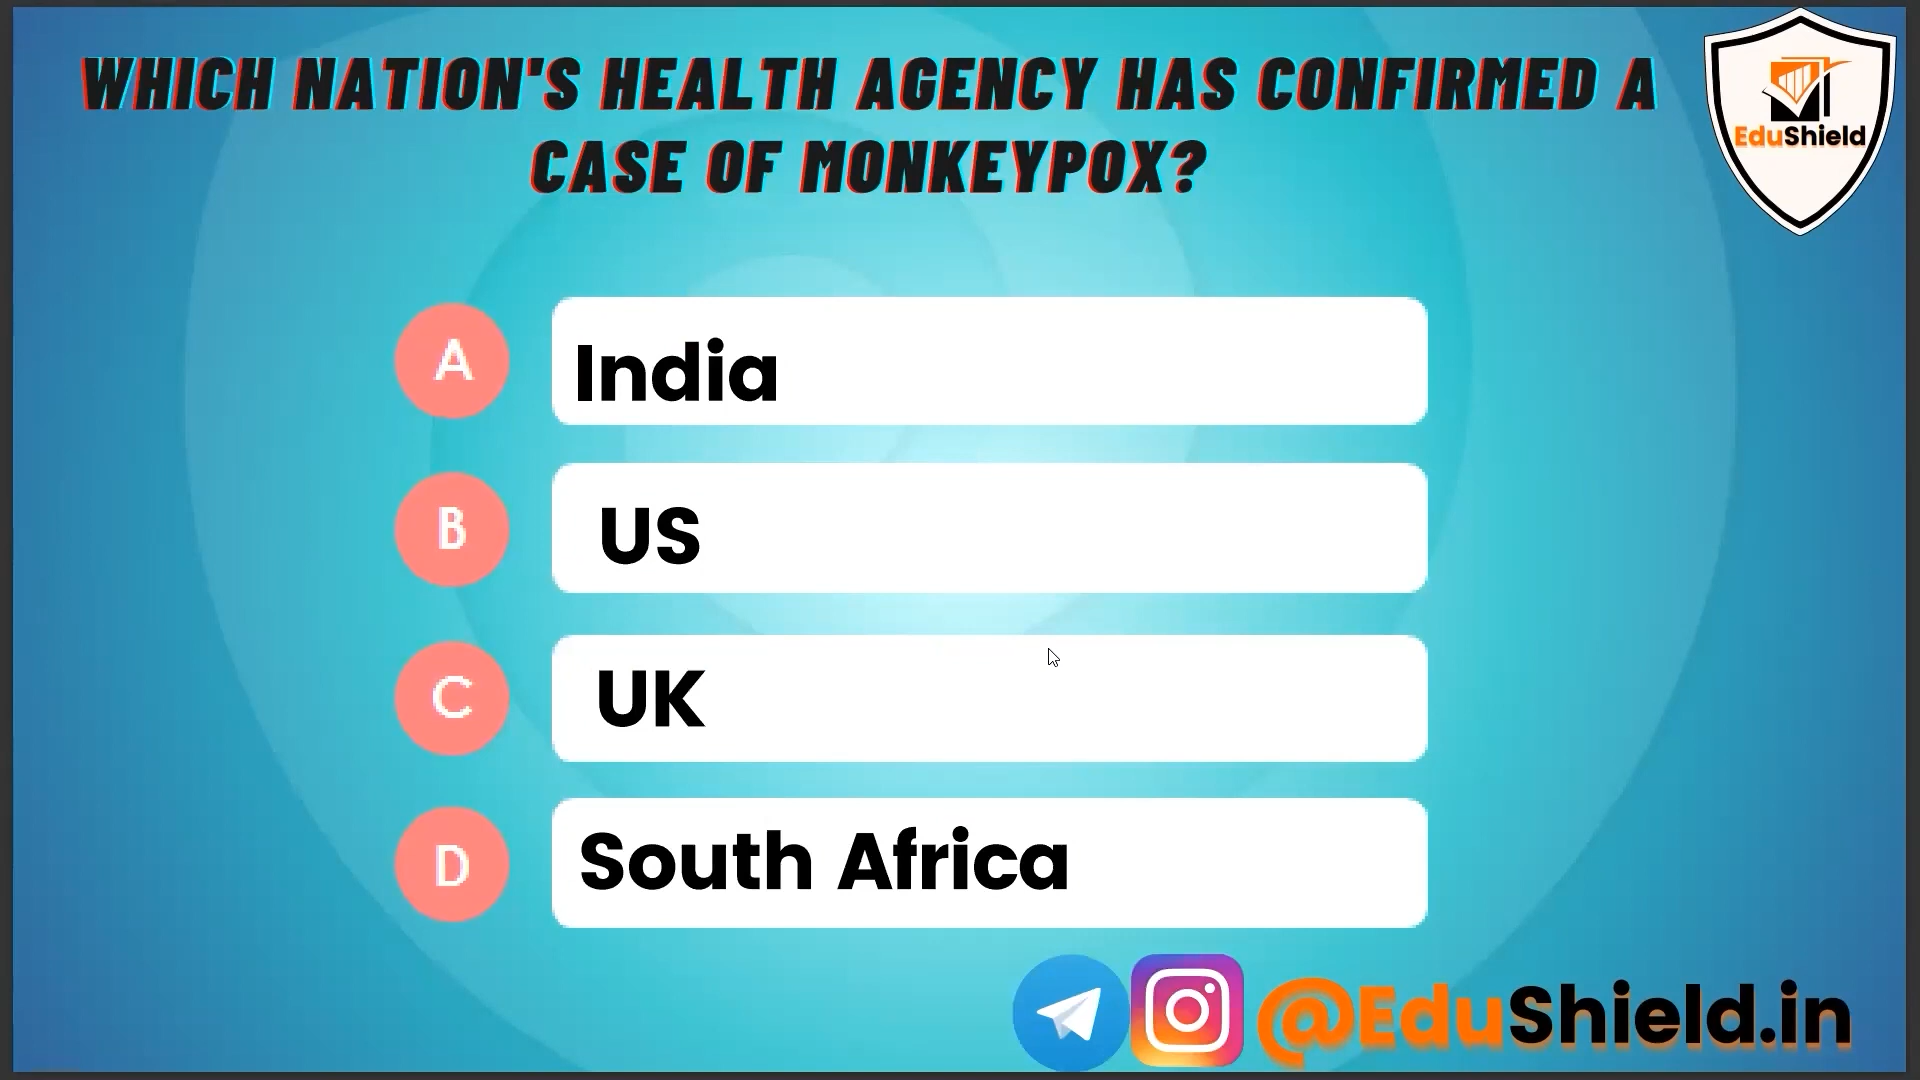 WHICH NATION'S HEALTH AGENCY HAS CONFIRMED A
CASE OF MONKEYPOX?
EduShield
A
India
B
US
C
UK
D
South Africa
@EduShield.in